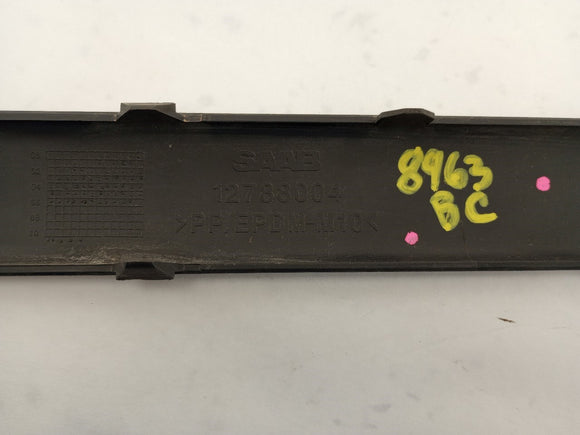 SAAB
12788004
>PP/EPDM-M10<
8963
BC